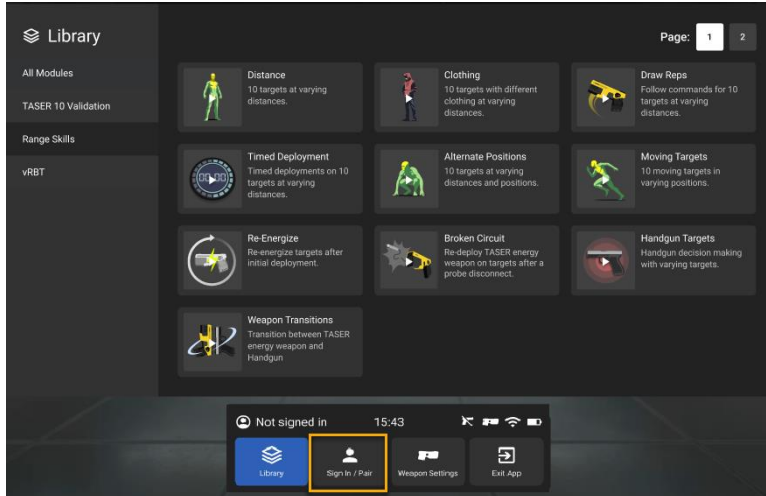 Library
Page: 1 2
All Modules
TASER 10 Validation
Range Skills
vRBT
Distance
10 targets at varying
distances.
Clothing
10 targets with different
clothing at varying
distances.
Draw Reps
Follow commands for 10
targets at varying
distances.
00:00
Timed Deployment
Timed deployments on 10
targets at varying
distances.
Alternate Positions
10 targets at varying
distances and positions.
Moving Targets
10 moving targets in
varying positions.
Re-Energize
Re-energize targets after
initial deployment.
Broken Circuit
Re-deploy TASER energy
weapon on targets after a
probe disconnect.
Handgun Targets
Handgun decision making
with varying targets.
Weapon Transitions
Transition between TASER
energy weapon and
Handgun
Not signed in 15:43
Library
Sign In / Pair
Weapon Settings
Exit App